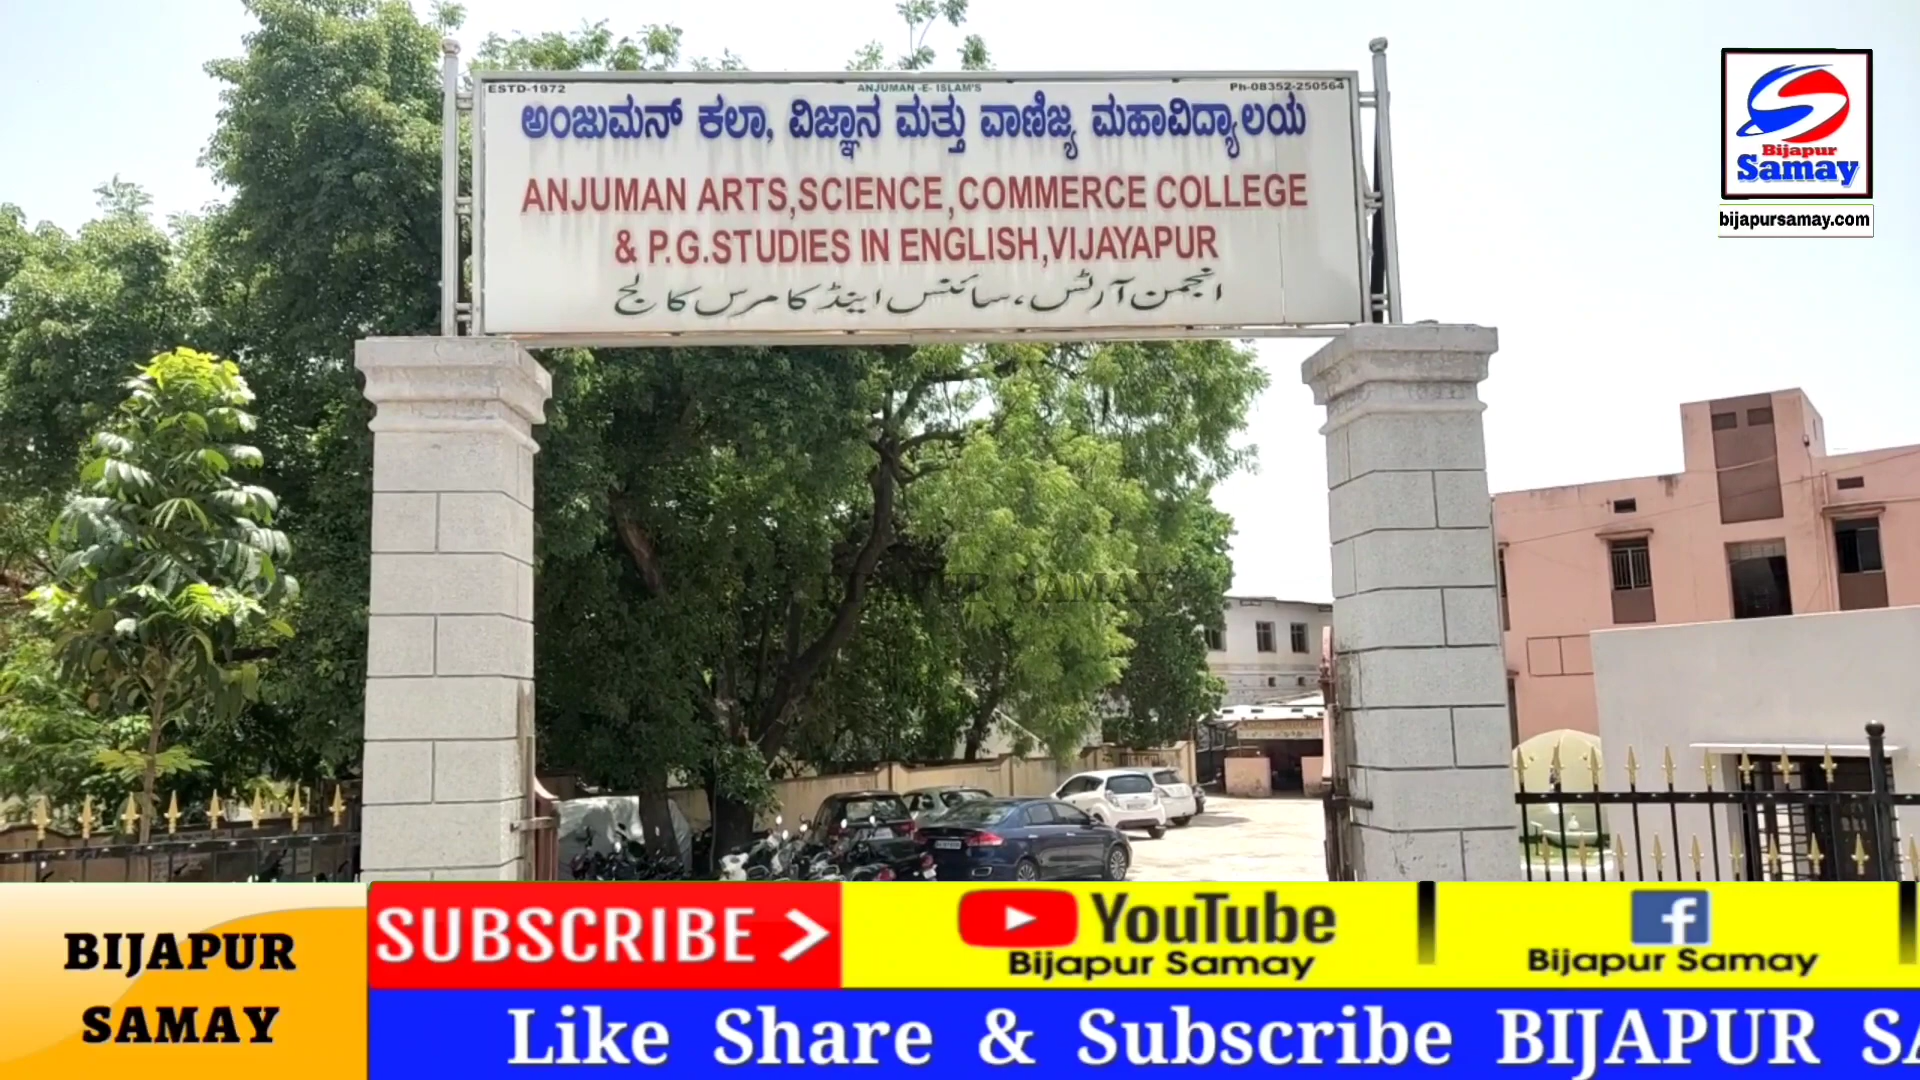 ESTD-1972 ANJUMAN -E- ISLAM'S Ph-08352-250564
ಅಂಜುಮನ್ ಕಲಾ, ವಿಜ್ಞಾನ ಮತ್ತು ವಾಣಿಜ್ಯ ಮಹಾವಿದ್ಯಾಲಯ
ANJUMAN ARTS,SCIENCE,COMMERCE COLLEGE
& P.G.STUDIES IN ENGLISH,VIJAYAPUR
انجمن آرٹس، سائنس اینڈ کامرس کالج
Bijapur
Samay
bijapursamay.com
BIJAPUR SAMAY
BIJAPUR
SAMAY
SUBSCRIBE >
YouTube
Bijapur Samay
f
Bijapur Samay
Like Share & Subscribe BIJAPUR SA